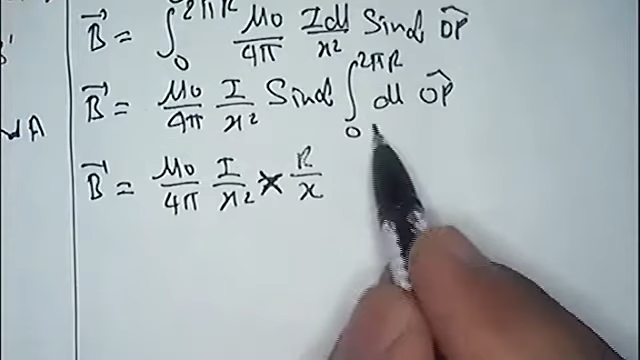 B⃗ = ∫₀^{2πR} μ₀/4π Idl/x² Sinα OP̂
B⃗ = μ₀/4π I/x² Sinα ∫₀^{2πR} dl OP̂
A
B⃗ = μ₀/4π I/x² × R/x